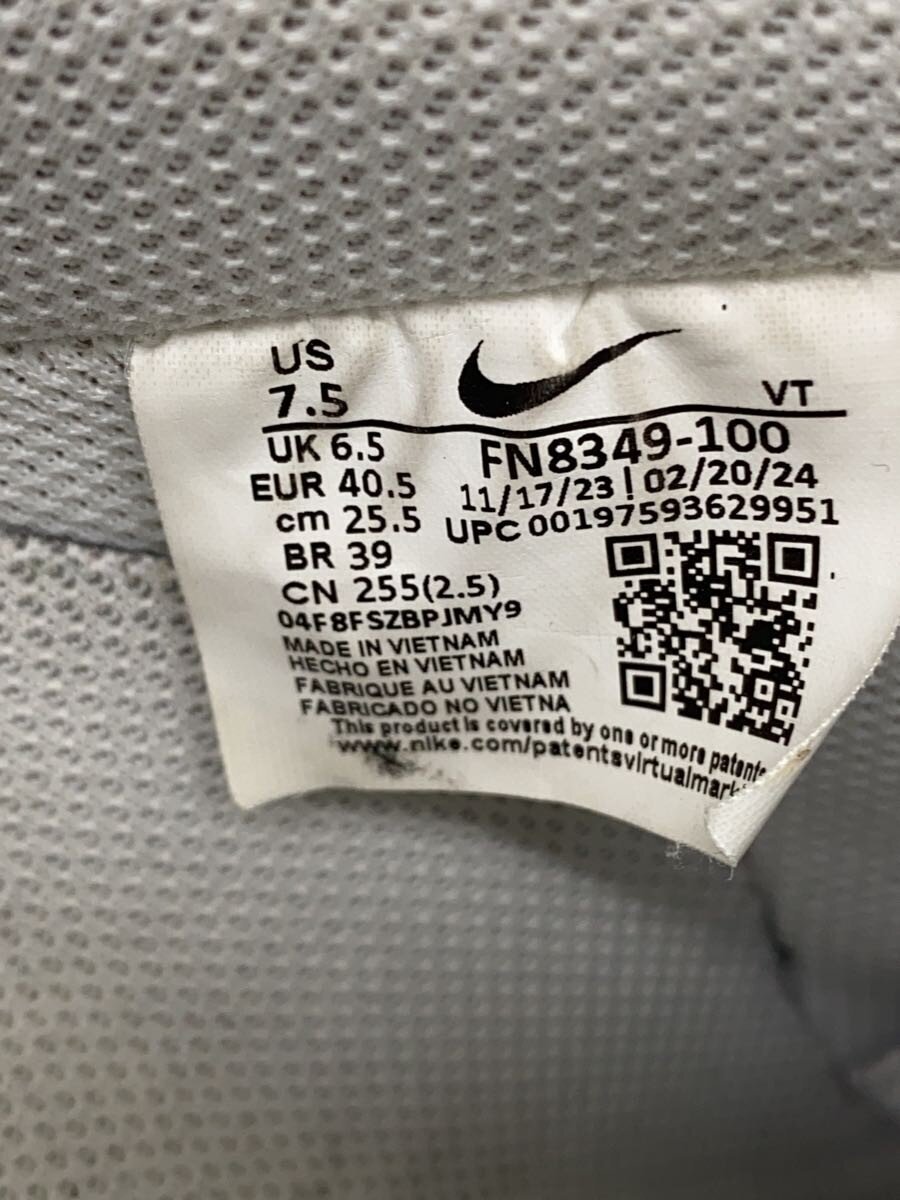 US
7.5
VT
UK 6.5
EUR 40.5
cm 25.5
BR 39
CN 255(2.5)
FN8349-100
11/17/23 | 02/20/24
UPC 00197593629951
04F8FSZBPJMY9
MADE IN VIETNAM
HECHO EN VIETNAM
FABRIQUE AU VIETNAM
FABRICADO NO VIETNA
This product is covered by one or more patents
www.nike.com/patentsvirtualmark